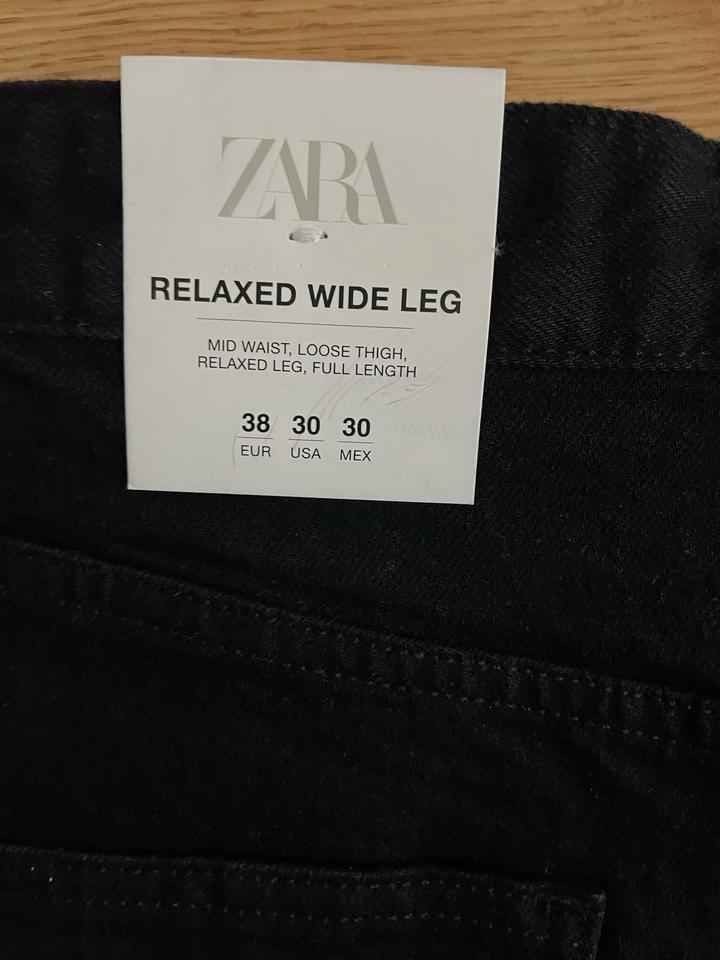 ZARA
RELAXED WIDE LEG
MID WAIST, LOOSE THIGH,
RELAXED LEG, FULL LENGTH
38 30 30
EUR USA MEX